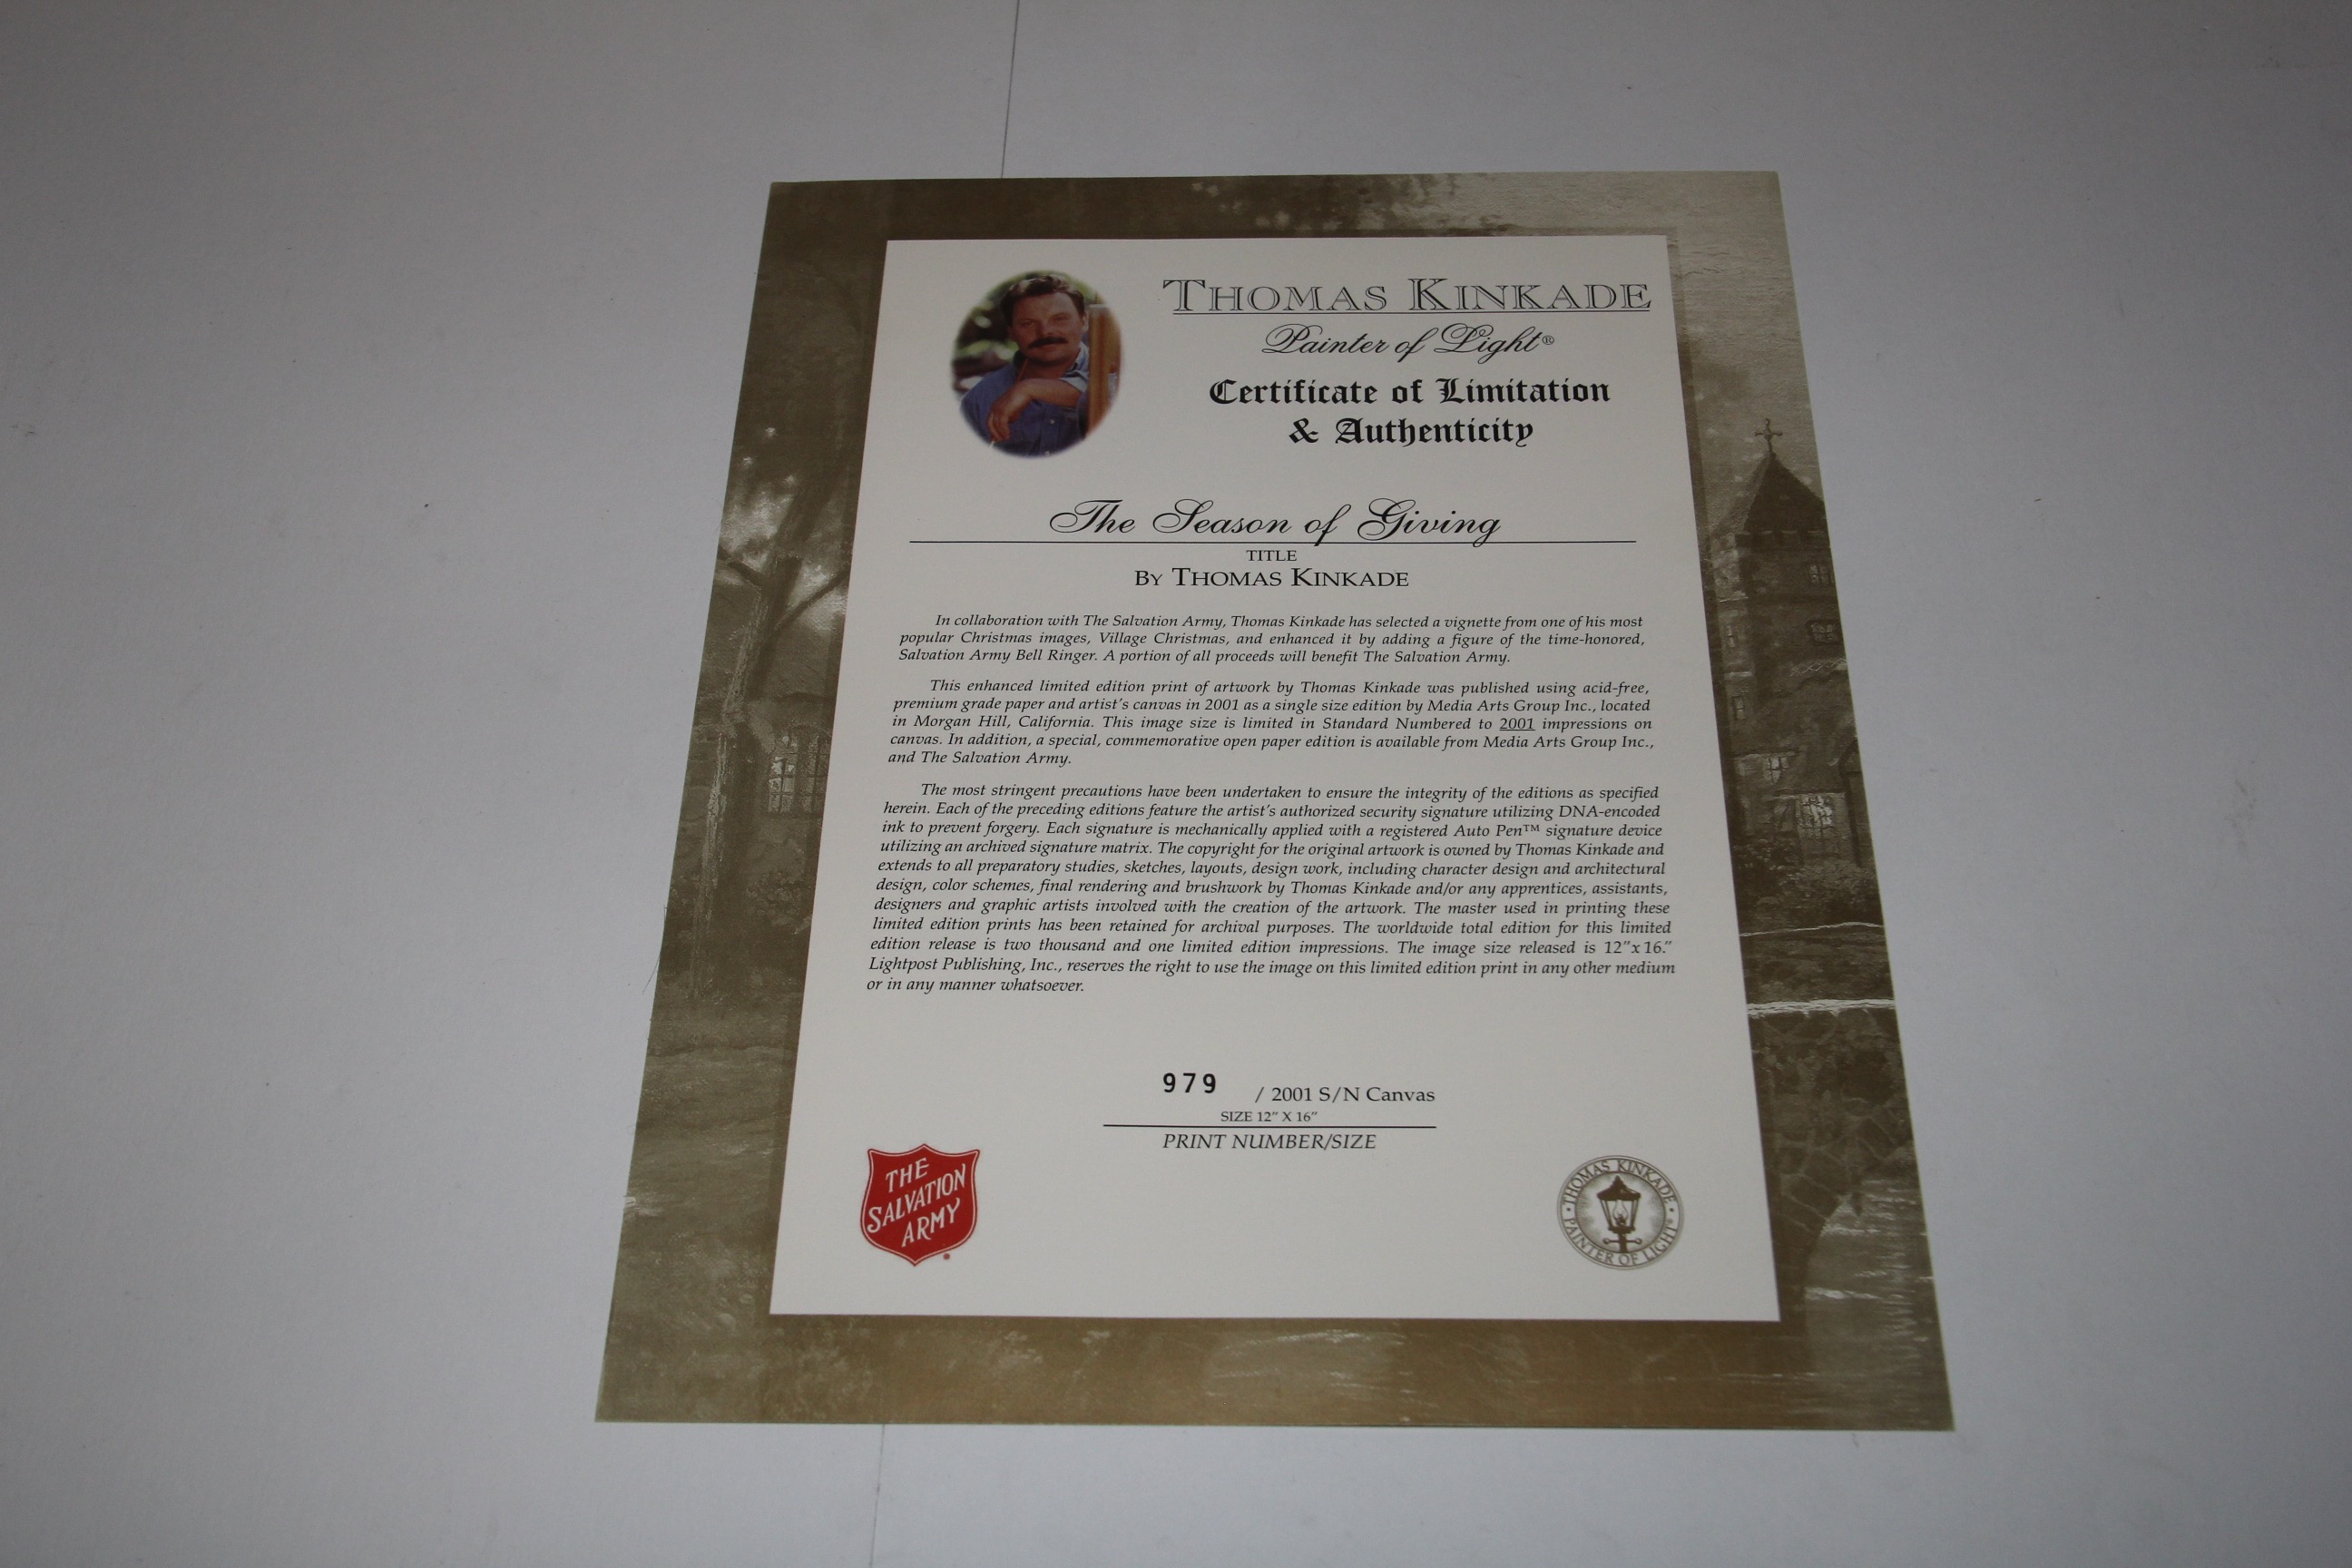 THOMAS KINKADE
Painter of Light®
Certificate of Limitation
& Authenticity
The Season of Giving
TITLE
BY THOMAS KINKADE
In collaboration with The Salvation Army, Thomas Kinkade has selected a vignette from one of his most
popular Christmas images, Village Christmas, and enhanced it by adding a figure of the time-honored,
Salvation Army Bell Ringer. A portion of all proceeds will benefit The Salvation Army.
This enhanced limited edition print of artwork by Thomas Kinkade was published using acid-free,
premium grade paper and artist's canvas in 2001 as a single size edition by Media Arts Group Inc., located
in Morgan Hill, California. This image size is limited in Standard Numbered to 2001 impressions on
canvas. In addition, a special, commemorative open paper edition is available from Media Arts Group Inc.,
and The Salvation Army.
The most stringent precautions have been undertaken to ensure the integrity of the editions as specified
herein. Each of the preceding editions feature the artist's authorized security signature utilizing DNA-encoded
ink to prevent forgery. Each signature is mechanically applied with a registered Auto Pen™ signature device
utilizing an archived signature matrix. The copyright for the original artwork is owned by Thomas Kinkade and
extends to all preparatory studies, sketches, layouts, design work, including character design and architectural
design, color schemes, final rendering and brushwork by Thomas Kinkade and/or any apprentices, assistants,
designers and graphic artists involved with the creation of the artwork. The master used in printing these
limited edition prints has been retained for archival purposes. The worldwide total edition for this limited
edition release is two thousand and one limited edition impressions. The image size released is 12"x 16."
Lightpost Publishing, Inc., reserves the right to use the image on this limited edition print in any other medium
or in any manner whatsoever.
979 / 2001 S/N Canvas
SIZE 12" X 16"
PRINT NUMBER/SIZE
THE
SALVATION
ARMY
THOMAS KINKADE
PAINTER OF LIGHT®